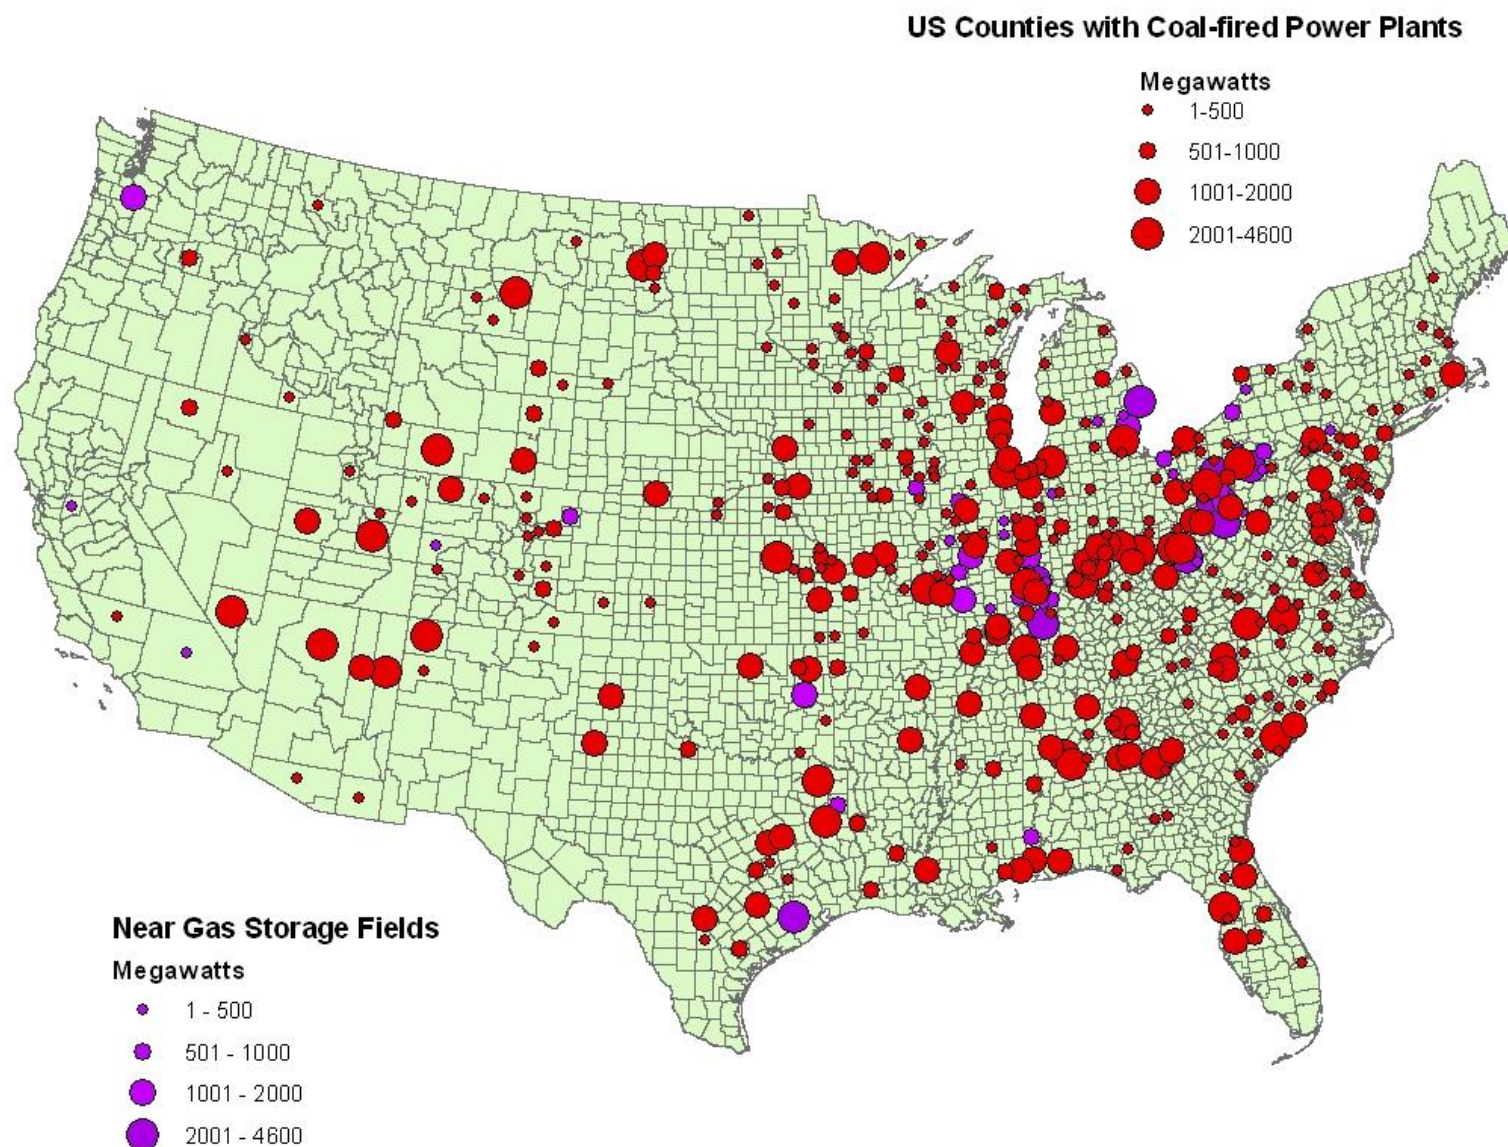 US Counties with Coal-fired Power Plants
Megawatts
1-500
501-1000
1001-2000
2001-4600
Near Gas Storage Fields
Megawatts
1 - 500
501 - 1000
1001 - 2000
2001 - 4600